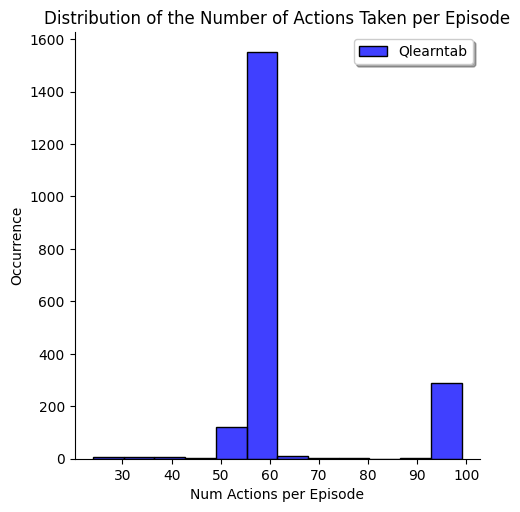 Distribution of the Number of Actions Taken per Episode
Qlearntab
1600
1400
1200
1000
800
600
400
200
0
Occurrence
30 40 50 60 70 80 90 100
Num Actions per Episode